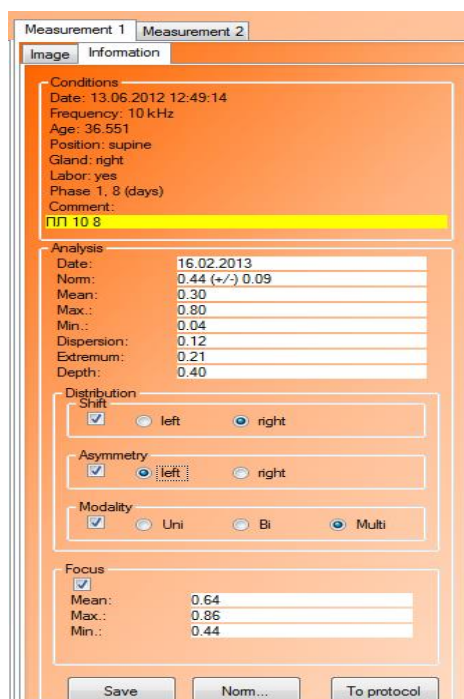 Measurement 1 Measurement 2
Image Information
Conditions
Date: 13.06.2012 12:49:14
Frequency: 10 kHz
Age: 36.551
Position: supine
Gland: right
Labor: yes
Phase 1, 8 (days)
Comment:
ПЛ 10 8
Analysis
Date: 16.02.2013
Norm: 0.44 (+/-) 0.09
Mean: 0.30
Max.: 0.80
Min.: 0.04
Dispersion: 0.12
Extremum: 0.21
Depth: 0.40
Distribution
Shift
left right
Asymmetry
left right
Modality
Uni Bi Multi
Focus
Mean: 0.64
Max.: 0.86
Min.: 0.44
Save Norm... To protocol